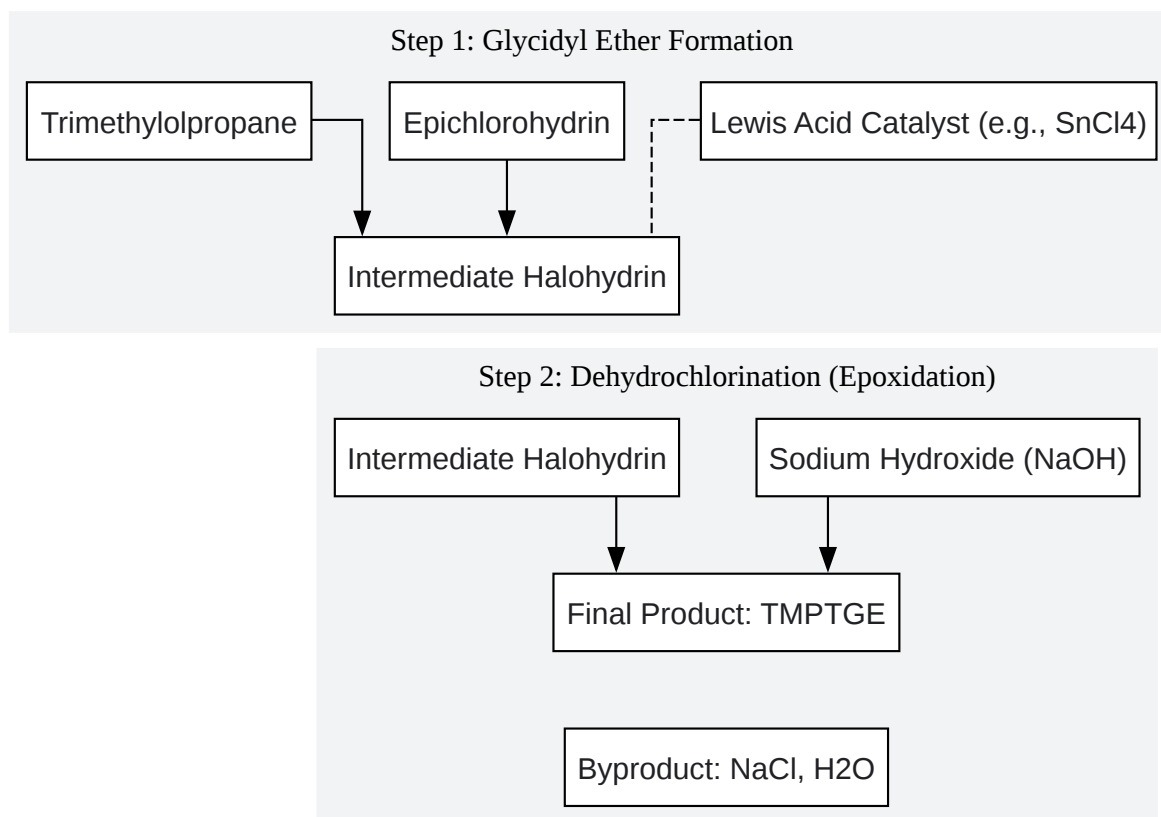 Step 1: Glycidyl Ether Formation
Trimethylolpropane
Epichlorohydrin
Lewis Acid Catalyst (e.g., SnCl4)
Intermediate Halohydrin
Step 2: Dehydrochlorination (Epoxidation)
Intermediate Halohydrin
Sodium Hydroxide (NaOH)
Final Product: TMPTGE
Byproduct: NaCl, H2O